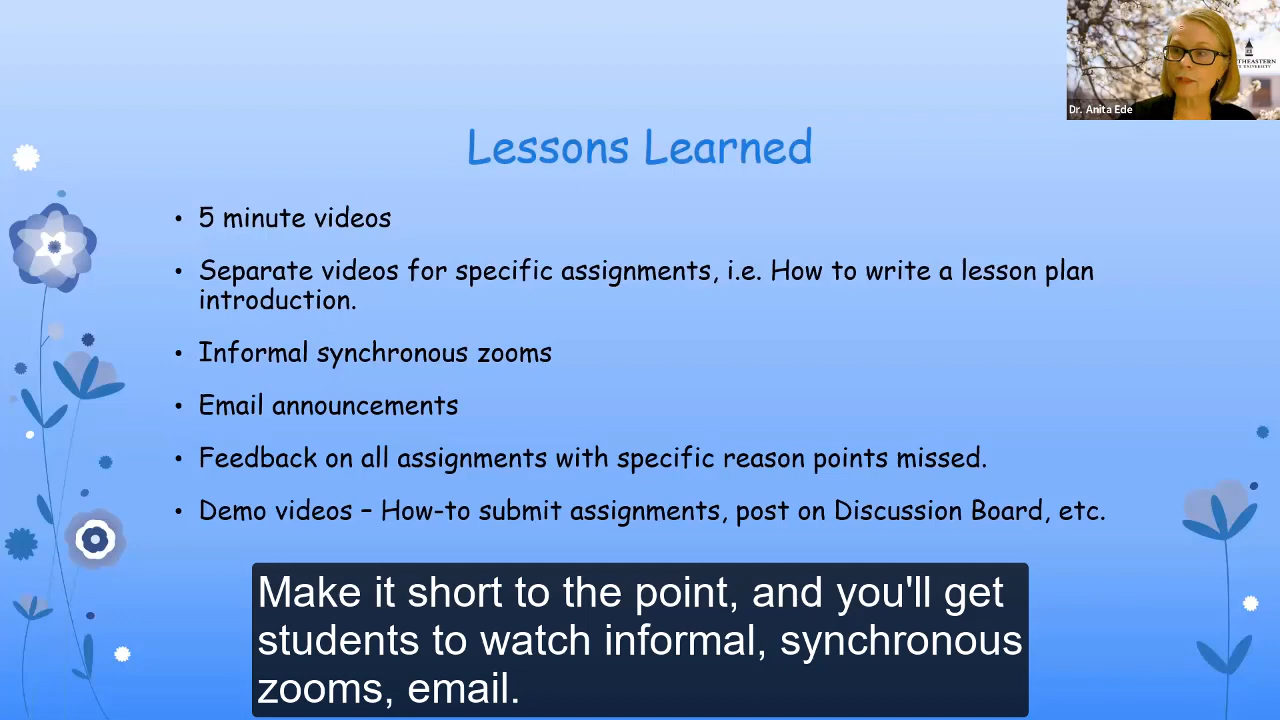 Dr. Anita Ede
Lessons Learned
• 5 minute videos
• Separate videos for specific assignments, i.e. How to write a lesson plan
introduction.
• Informal synchronous zooms
• Email announcements
• Feedback on all assignments with specific reason points missed.
• Demo videos – How-to submit assignments, post on Discussion Board, etc.
Make it short to the point, and you'll get
students to watch informal, synchronous
zooms, email.